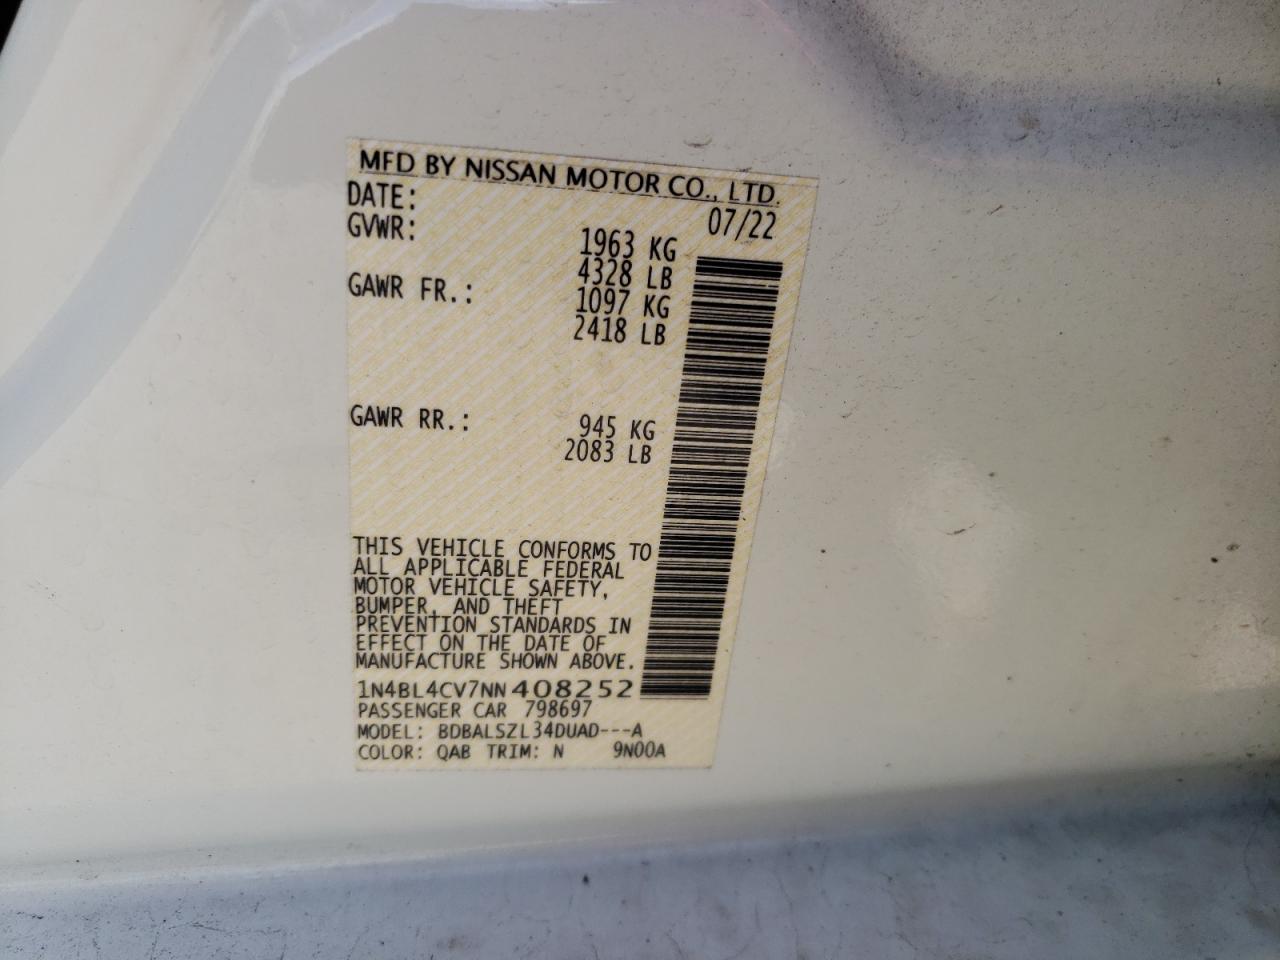 MFD BY NISSAN MOTOR CO., LTD.
DATE: 07/22
GVWR: 1963 KG
4328 LB
GAWR FR.: 1097 KG
2418 LB
GAWR RR.: 945 KG
2083 LB
THIS VEHICLE CONFORMS TO
ALL APPLICABLE FEDERAL
MOTOR VEHICLE SAFETY,
BUMPER, AND THEFT
PREVENTION STANDARDS IN
EFFECT ON THE DATE OF
MANUFACTURE SHOWN ABOVE.
1N4BL4CV7NN408252
PASSENGER CAR 798697
MODEL: BDBALSZL34DUAD---A
COLOR: QAB TRIM: N 9N00A